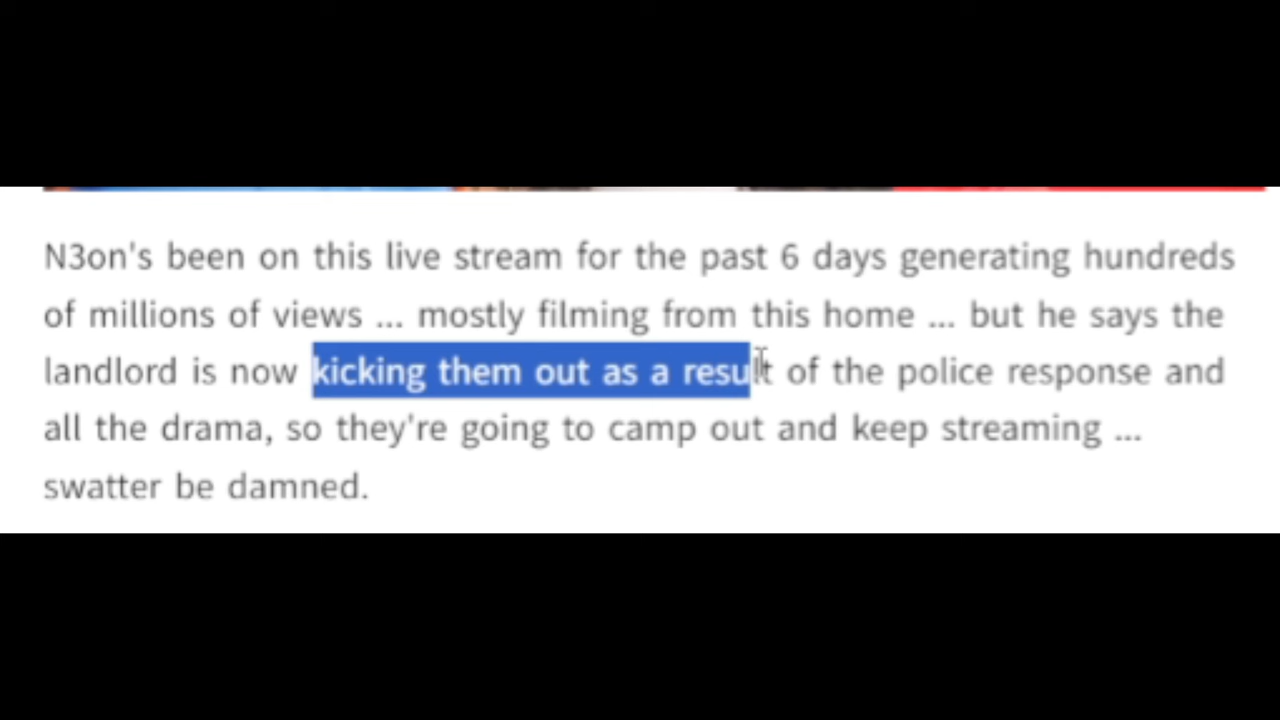 N3on's been on this live stream for the past 6 days generating hundreds
of millions of views ... mostly filming from this home ... but he says the
landlord is now kicking them out as a result of the police response and
all the drama, so they're going to camp out and keep streaming ...
swatter be damned.